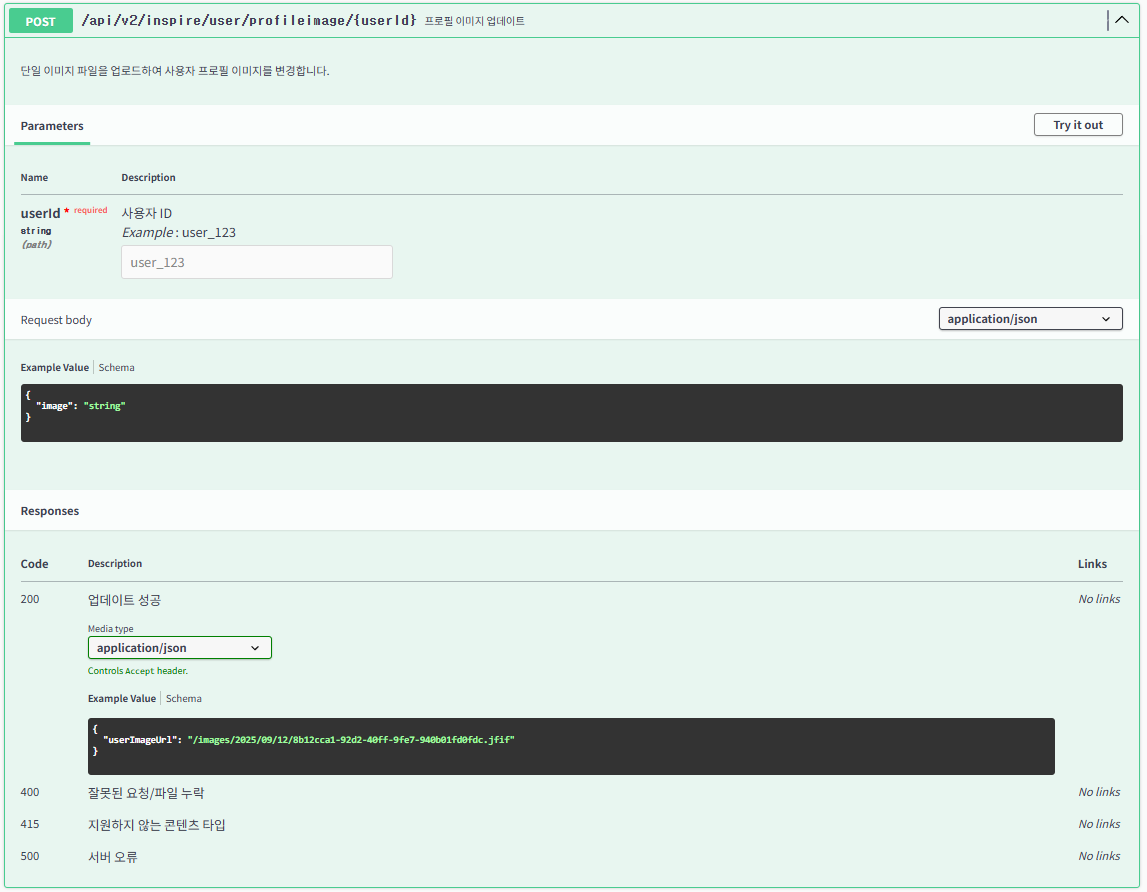 POST /api/v2/inspire/user/profileimage/{userId} 프로필 이미지 업데이트
단일 이미지 파일을 업로드하여 사용자 프로필 이미지를 변경합니다.
Parameters Try it out
Name Description
userId * required 사용자 ID
string Example : user_123
(path)
user_123
Request body application/json
Example Value Schema
{
"image": "string"
}
Responses
Code Description Links
200 업데이트 성공 No links
Media type
application/json
Controls Accept header.
Example Value Schema
{
"userImageUrl": "/images/2025/09/12/8b12cca1-92d2-40ff-9fe7-940b01fd0fdc.jfif"
}
400 잘못된 요청/파일 누락 No links
415 지원하지 않는 콘텐츠 타입 No links
500 서버 오류 No links